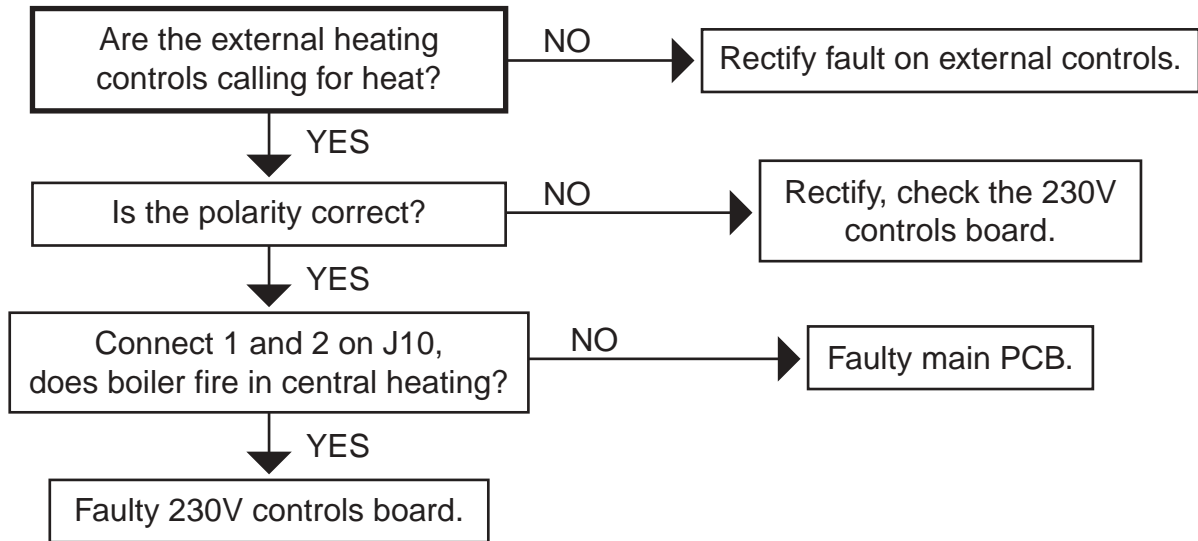 Are the external heating
controls calling for heat?
NO
Rectify fault on external controls.
YES
Is the polarity correct?
NO
Rectify, check the 230V
controls board.
YES
Connect 1 and 2 on J10,
does boiler fire in central heating?
NO
Faulty main PCB.
YES
Faulty 230V controls board.